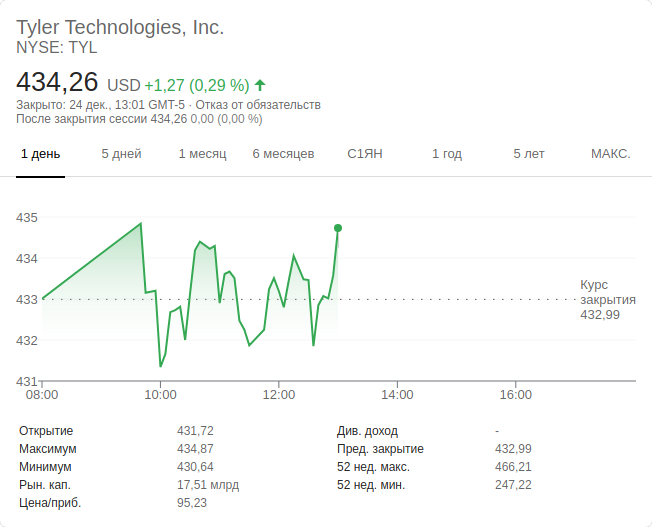 Tyler Technologies, Inc.
NYSE: TYL
434,26 USD +1,27 (0,29 %)
Закрыто: 24 дек., 13:01 GMT-5 · Отказ от обязательств
После закрытия сессии 434,26 0,00 (0,00 %)
1 день 5 дней 1 месяц 6 месяцев С1ЯН 1 год 5 лет МАКС.
435
434
433
432
431
Курс
закрытия
432,99
08:00 10:00 12:00 14:00 16:00
Открытие 431,72 Див. доход -
Максимум 434,87 Пред. закрытие 432,99
Минимум 430,64 52 нед. макс. 466,21
Рын. кап. 17,51 млрд 52 нед. мин. 247,22
Цена/приб. 95,23